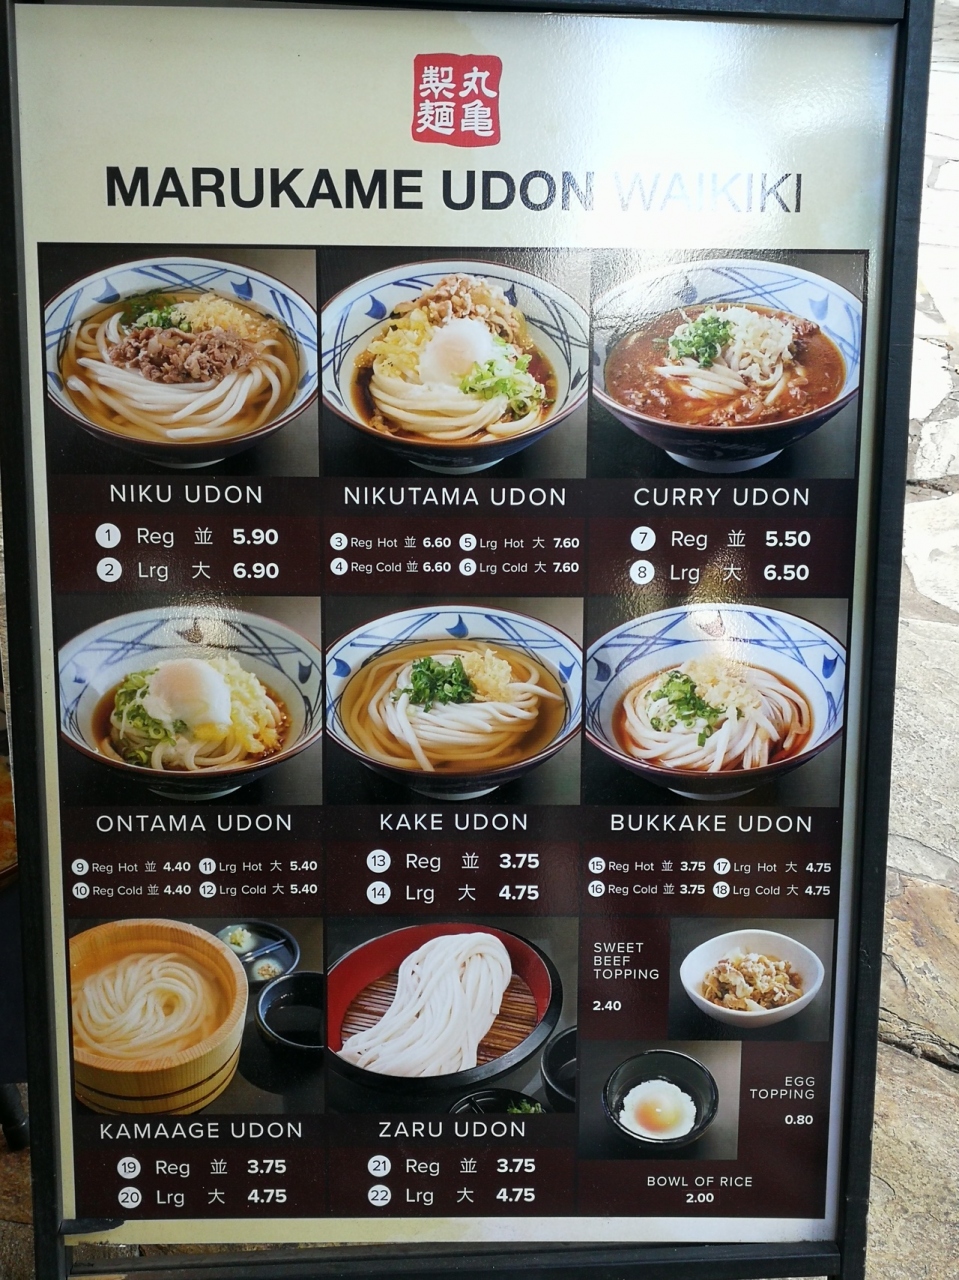 製丸
麺亀
MARUKAME UDON WAIKIKI
NIKU UDON
1 Reg 並 5.90
2 Lrg 大 6.90
NIKUTAMA UDON
3 Reg Hot 並 6.60 5 Lrg Hot 大 7.60
4 Reg Cold 並 6.60 6 Lrg Cold 大 7.60
CURRY UDON
7 Reg 並 5.50
8 Lrg 大 6.50
ONTAMA UDON
9 Reg Hot 並 4.40 11 Lrg Hot 大 5.40
10 Reg Cold 並 4.40 12 Lrg Cold 大 5.40
KAKE UDON
13 Reg 並 3.75
14 Lrg 大 4.75
BUKKAKE UDON
15 Reg Hot 並 3.75 17 Lrg Hot 大 4.75
16 Reg Cold 並 3.75 18 Lrg Cold 大 4.75
KAMAAGE UDON
19 Reg 並 3.75
20 Lrg 大 4.75
ZARU UDON
21 Reg 並 3.75
22 Lrg 大 4.75
SWEET
BEEF
TOPPING
2.40
EGG
TOPPING
0.80
BOWL OF RICE
2.00